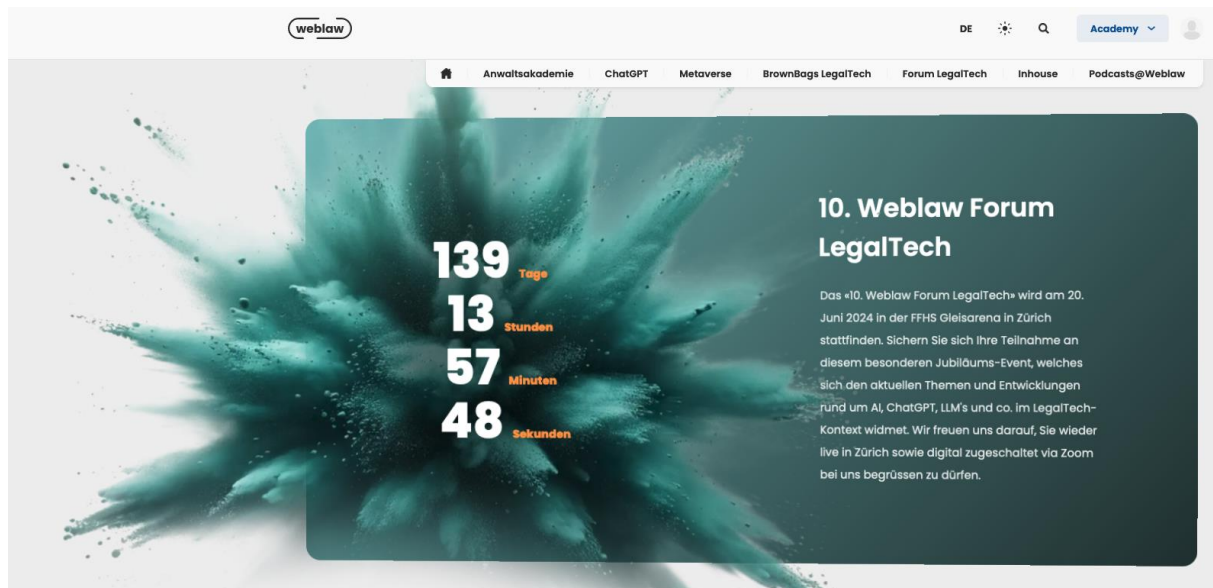 weblaw
DE
Academy
Anwaltsakademie ChatGPT Metaverse BrownBags LegalTech Forum LegalTech Inhouse Podcasts@Weblaw
139 Tage
13 Stunden
57 Minuten
48 Sekunden
10. Weblaw Forum
LegalTech
Das «10. Weblaw Forum LegalTech» wird am 20.
Juni 2024 in der FFHS Gleisarena in Zürich
stattfinden. Sichern Sie sich Ihre Teilnahme an
diesem besonderen Jubiläums-Event, welches
sich den aktuellen Themen und Entwicklungen
rund um AI, ChatGPT, LLM's und co. im LegalTech-
Kontext widmet. Wir freuen uns darauf, Sie wieder
live in Zürich sowie digital zugeschaltet via Zoom
bei uns begrüssen zu dürfen.